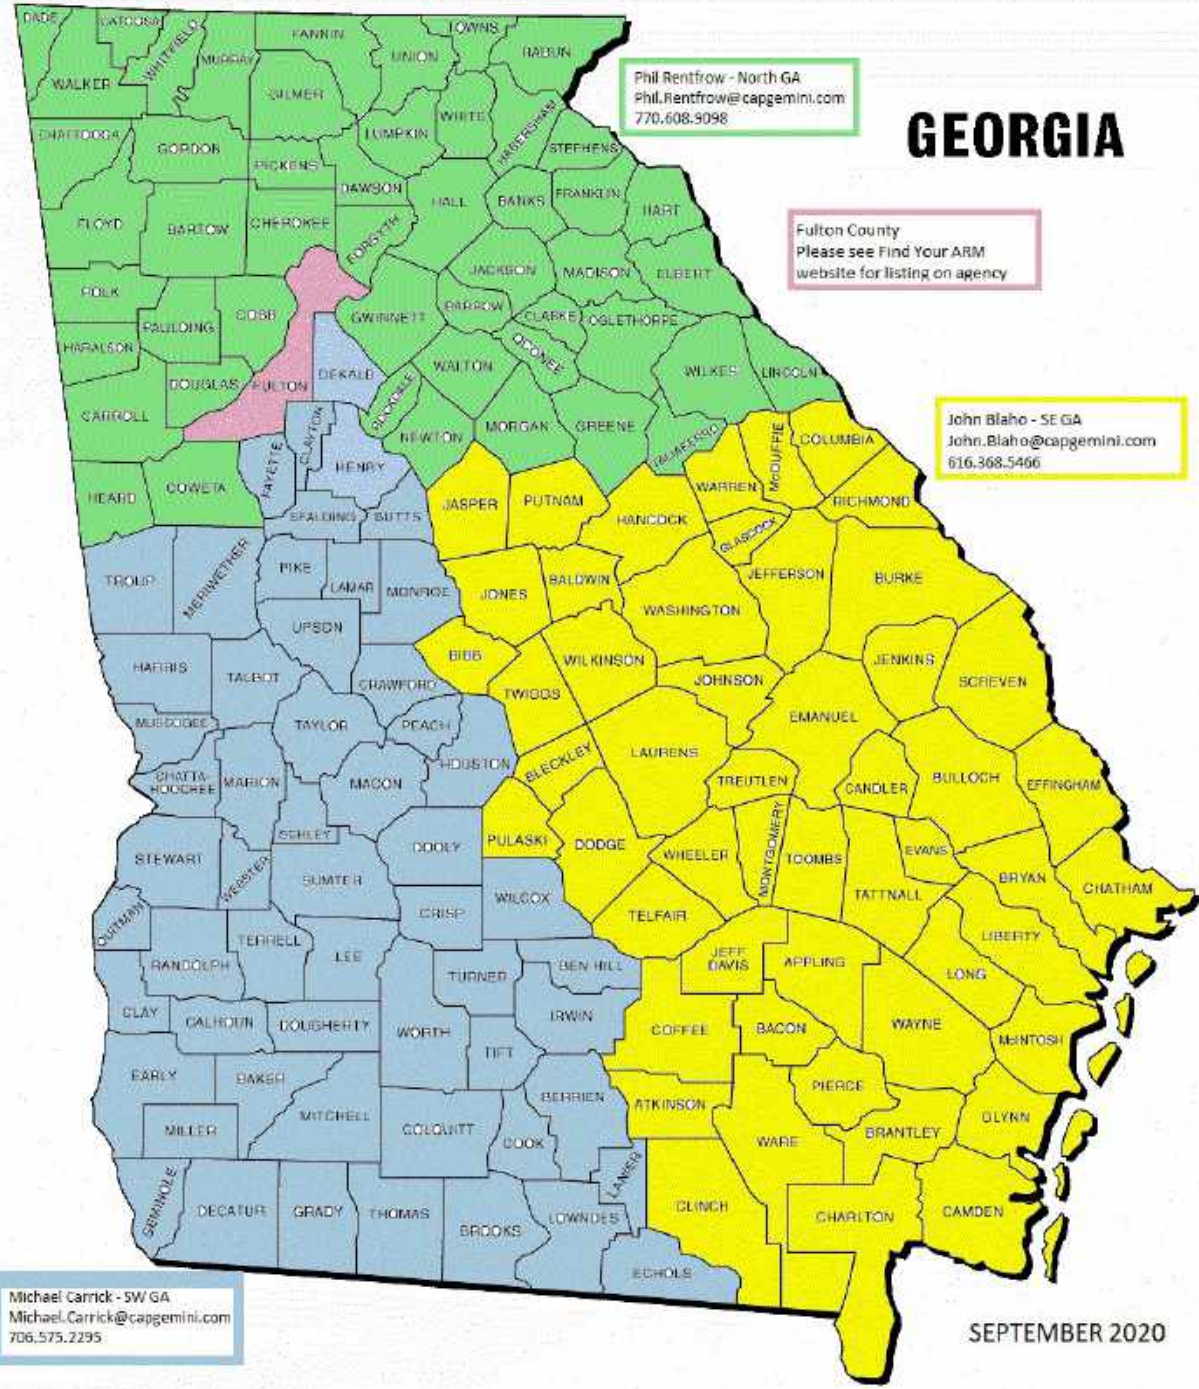 DADE
CATOOSA
WHITFIELD
MURRAY
FANNIN
UNION
TOWNS
RABUN
WALKER
GILMER
LUMPKIN
WHITE
HABERSHAM
STEPHENS
CHATTOOGA
GORDON
PICKENS
DAWSON
HALL
BANKS
FRANKLIN
HART
FLOYD
BARTOW
CHEROKEE
FORSYTH
JACKSON
MADISON
ELBERT
POLK
PAULDING
COBB
GWINNETT
BARROW
CLARKE
OGLETHORPE
HARALSON
DOUGLAS
FULTON
DEKALB
ROCKDALE
WALTON
OCONEE
WILKES
LINCOLN
CARROLL
NEWTON
MORGAN
GREENE
TALIAFERRO
HEARD
COWETA
FAYETTE
CLAYTON
HENRY
SPALDING
BUTTS
JASPER
PUTNAM
HANCOCK
WARREN
McDUFFIE
COLUMBIA
RICHMOND
GLASCOCK
TROUP
MERIWETHER
PIKE
LAMAR
MONROE
JONES
BALDWIN
WASHINGTON
JEFFERSON
BURKE
UPSON
HARRIS
TALBOT
CRAWFORD
BIBB
TWIGGS
WILKINSON
JOHNSON
JENKINS
SCREVEN
EMANUEL
MUSCOGEE
TAYLOR
PEACH
HOUSTON
BLECKLEY
LAURENS
TREUTLEN
CANDLER
BULLOCH
EFFINGHAM
CHATTA-
HOOCHEE
MARION
MACON
SCHLEY
DOOLY
PULASKI
DODGE
WHEELER
MONTGOMERY
TOOMBS
TATTNALL
EVANS
BRYAN
CHATHAM
STEWART
WEBSTER
SUMTER
CRISP
WILCOX
TELFAIR
JEFF
DAVIS
APPLING
LIBERTY
LONG
QUITMAN
RANDOLPH
TERRELL
LEE
TURNER
BEN HILL
COFFEE
BACON
WAYNE
McINTOSH
CLAY
CALHOUN
DOUGHERTY
WORTH
TIFT
IRWIN
EARLY
BAKER
MITCHELL
MILLER
COLQUITT
COOK
BERRIEN
ATKINSON
PIERCE
WARE
BRANTLEY
GLYNN
SEMINOLE
DECATUR
GRADY
THOMAS
BROOKS
LOWNDES
LANIER
ECHOLS
CLINCH
CHARLTON
CAMDEN
GEORGIA
Phil Rentfrow - North GA
Phil.Rentfrow@capgemini.com
770.608.9098
Fulton County
Please see Find Your ARM
website for listing on agency
John Blaho - SE GA
John.Blaho@capgemini.com
616.368.5466
Michael Carrick - SW GA
Michael.Carrick@capgemini.com
706.575.2295
SEPTEMBER 2020